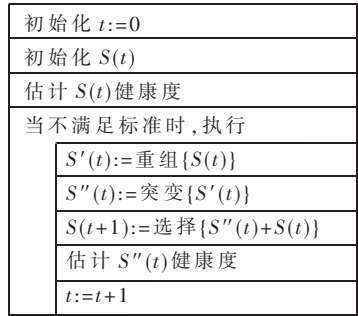 初始化 t:=0
初始化 S(t)
估计 S(t)健康度
当不满足标准时,执行
S′(t):=重组{S(t)}
S″(t):=突变{S′(t)}
S(t+1):=选择{S″(t)+S(t)}
估计 S″(t)健康度
t:=t+1